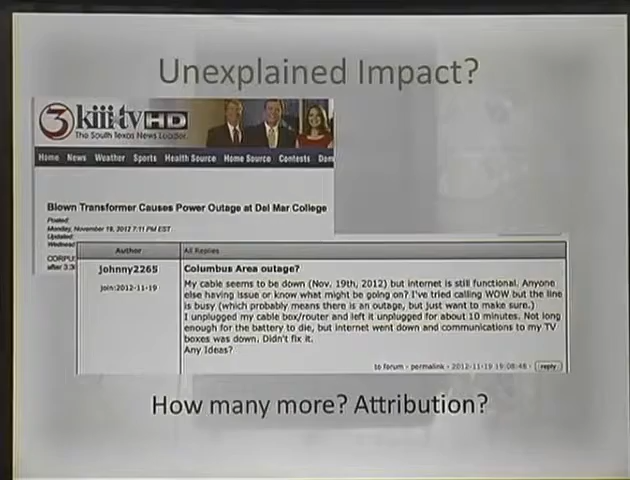 Unexplained Impact?
3 kiii tv HD
The South Texas News Leader
Home News Weather Sports Health Source Home Source Contests Dom
Blown Transformer Causes Power Outage at Del Mar College
Posted:
Monday, November 19, 2012 7:11 PM EST
Updated:
Wednesd
CORPU
after 3:3
Author All Replies
johnny2265
join:2012-11-19
Columbus Area outage?
My cable seems to be down (Nov. 19th, 2012) but internet is still functional. Anyone
else having issue or know what might be going on? I've tried calling WOW but the line
is busy (which probably means there is an outage, but just want to make sure.)
I unplugged my cable box/router and left it unplugged for about 10 minutes. Not long
enough for the battery to die, but internet went down and communications to my TV
boxes was down. Didn't fix it.
Any Ideas?
to forum · permalink · 2012-11-19 19:08:48 · reply
How many more? Attribution?